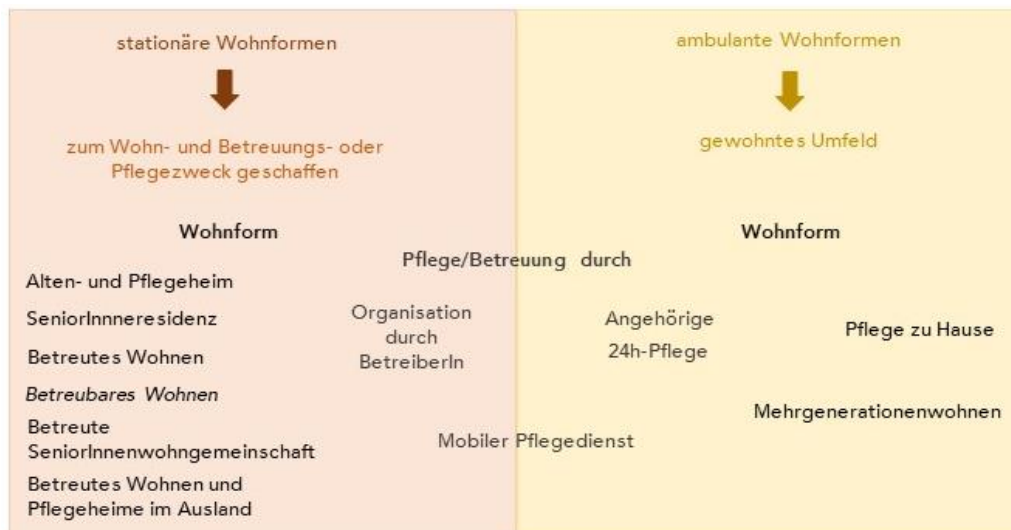 stationäre Wohnformen
zum Wohn- und Betreuungs- oder
Pflegezweck geschaffen
Wohnform
Alten- und Pflegeheim
SeniorInnneresidenz
Betreutes Wohnen
Betreubares Wohnen
Betreute
SeniorInnenwohngemeinschaft
Betreutes Wohnen und
Pflegeheime im Ausland
Pflege/Betreuung durch
Organisation
durch
BetreiberIn
Angehörige
24h-Pflege
Mobiler Pflegedienst
ambulante Wohnformen
gewohntes Umfeld
Wohnform
Pflege zu Hause
Mehrgenerationenwohnen